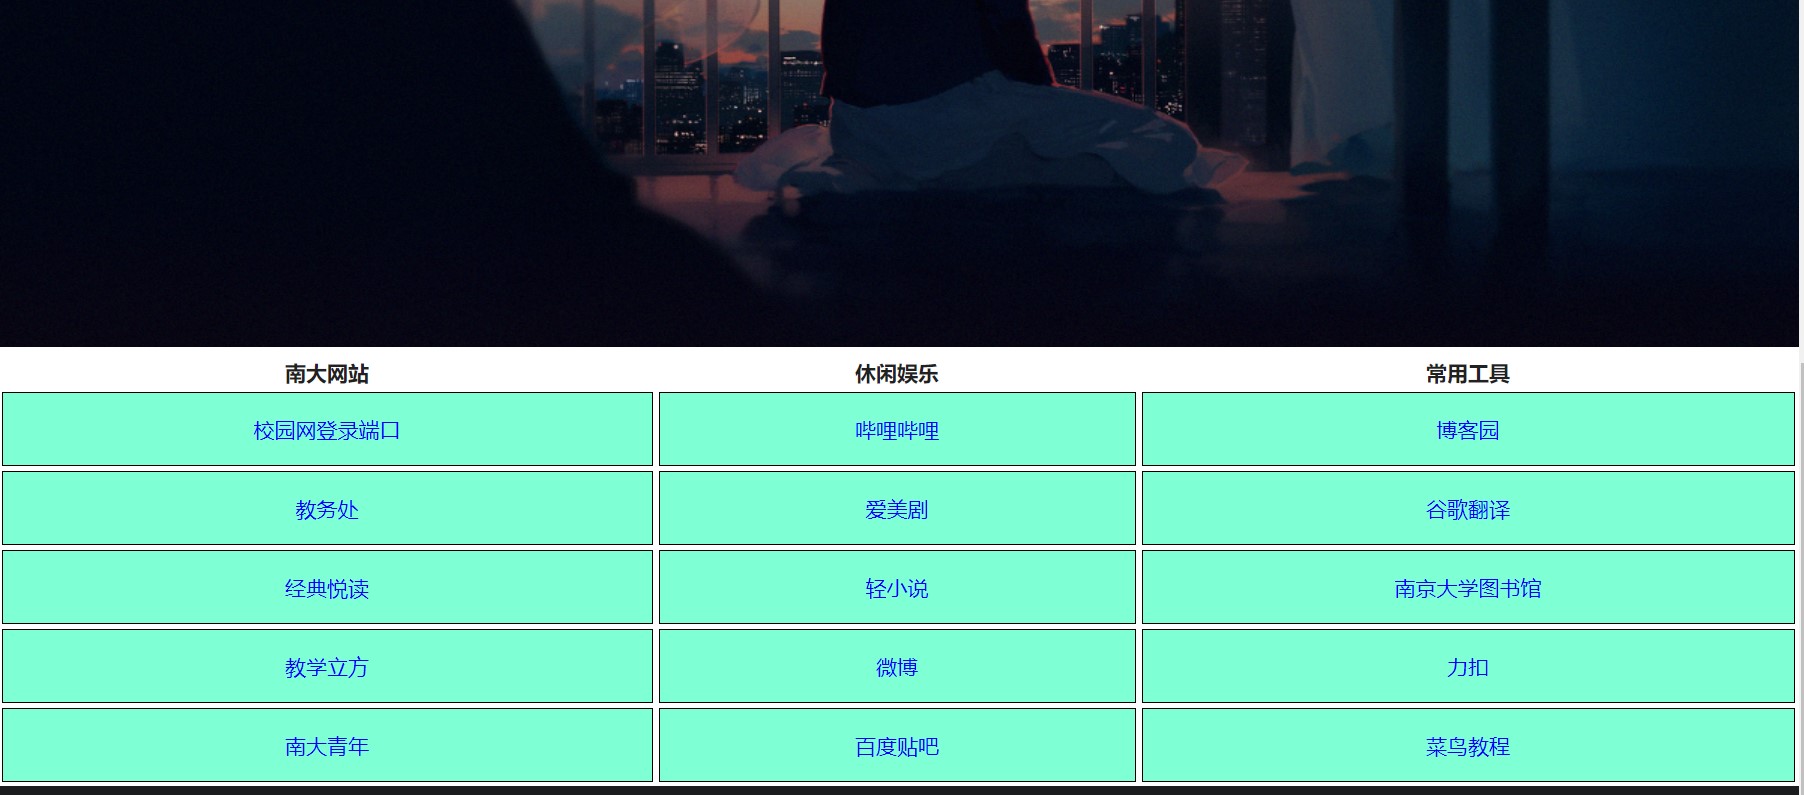 南大网站 休闲娱乐 常用工具
校园网登录端口 哔哩哔哩 博客园
教务处 爱美剧 谷歌翻译
经典悦读 轻小说 南京大学图书馆
教学立方 微博 力扣
南大青年 百度贴吧 菜鸟教程